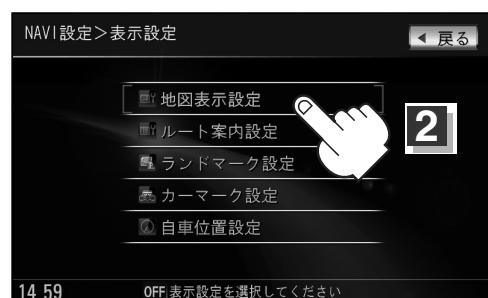 NAVI設定＞表示設定
◀ 戻る
地図表示設定
2
ルート案内設定
ランドマーク設定
カーマーク設定
自車位置設定
14 59 OFF 表示設定を選択してください